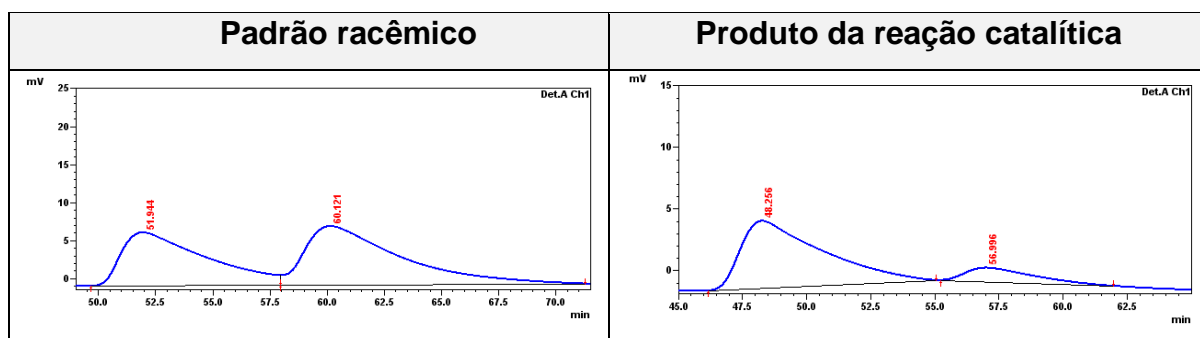 Padrão racêmico
Produto da reação catalítica
mV
25
20
15
10
5
0
Det.A Ch1
51.944
60.121
50.0 52.5 55.0 57.5 60.0 62.5 65.0 67.5 70.0
min
mV
15
10
5
0
Det.A Ch1
48.256
56.996
45.0 47.5 50.0 52.5 55.0 57.5 60.0 62.5
min